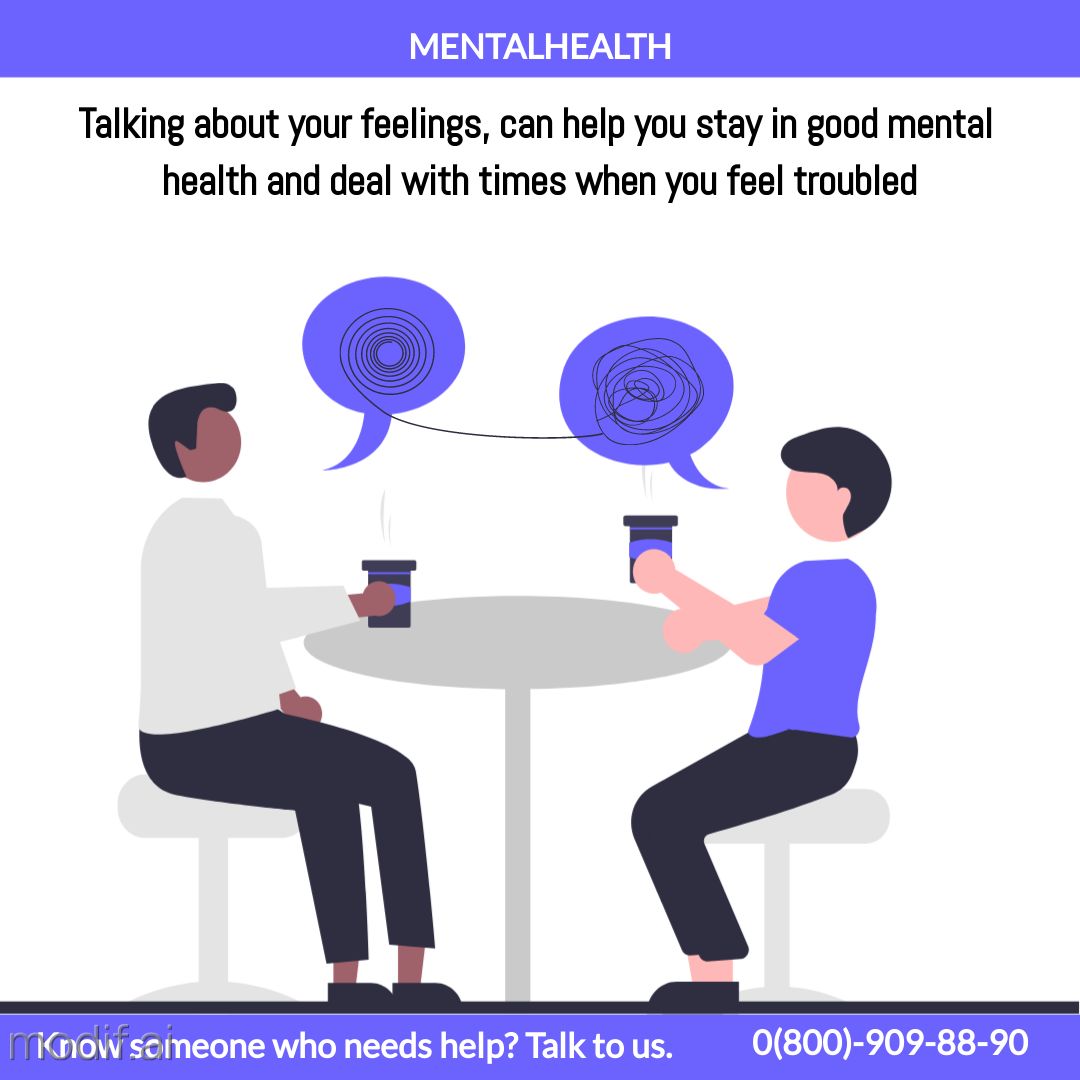 MENTALHEALTH
Talking about your feelings, can help you stay in good mental
health and deal with times when you feel troubled
modif.ai
Know someone who needs help? Talk to us.
0(800)-909-88-90